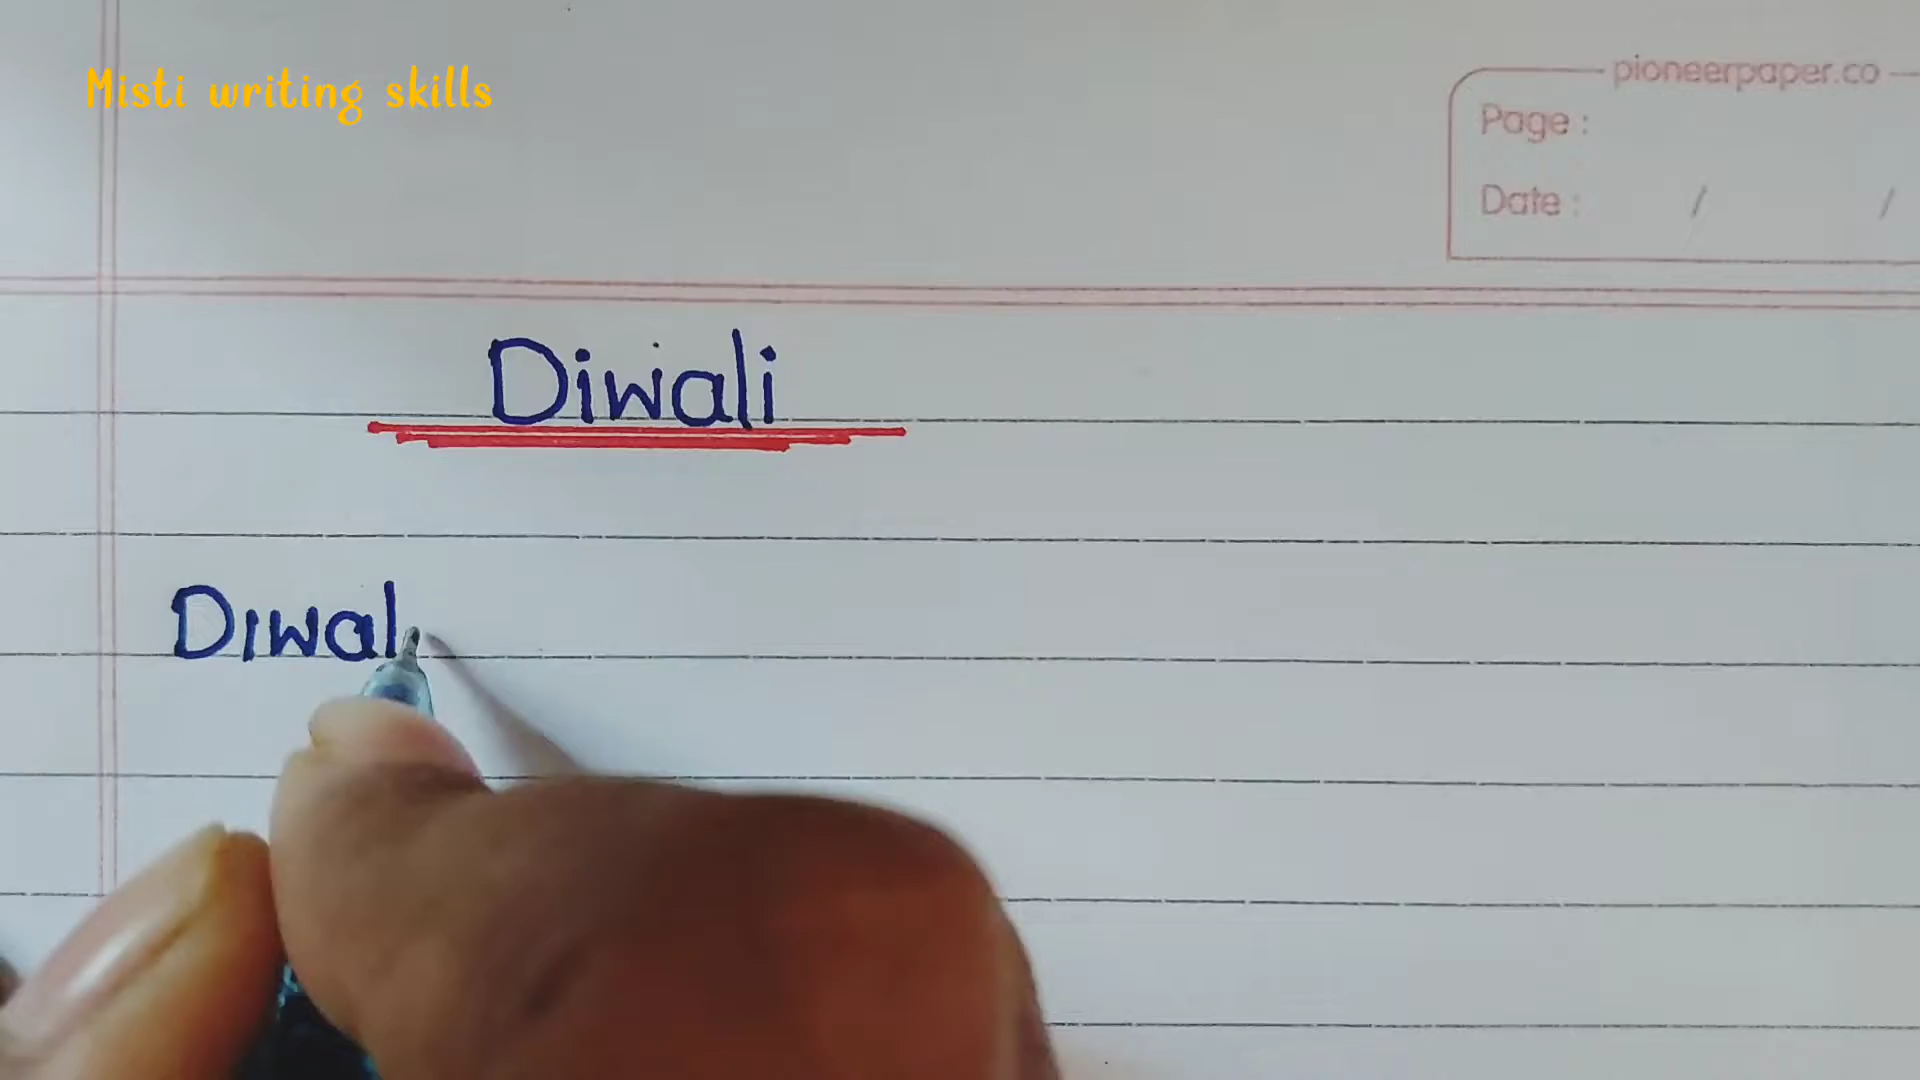 Misti writing skills
pioneerpaper.co
Page :
Date : / /
Diwali
Diwal